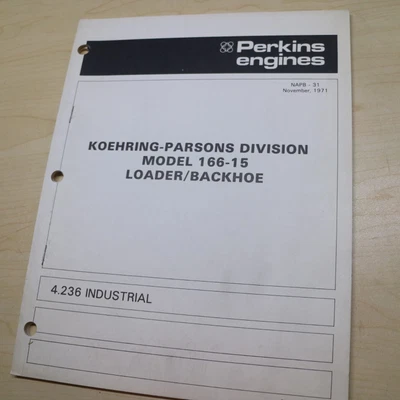 Perkins
engines
NAPB - 31
November, 1971
KOEHRING-PARSONS DIVISION
MODEL 166-15
LOADER/BACKHOE
4.236 INDUSTRIAL